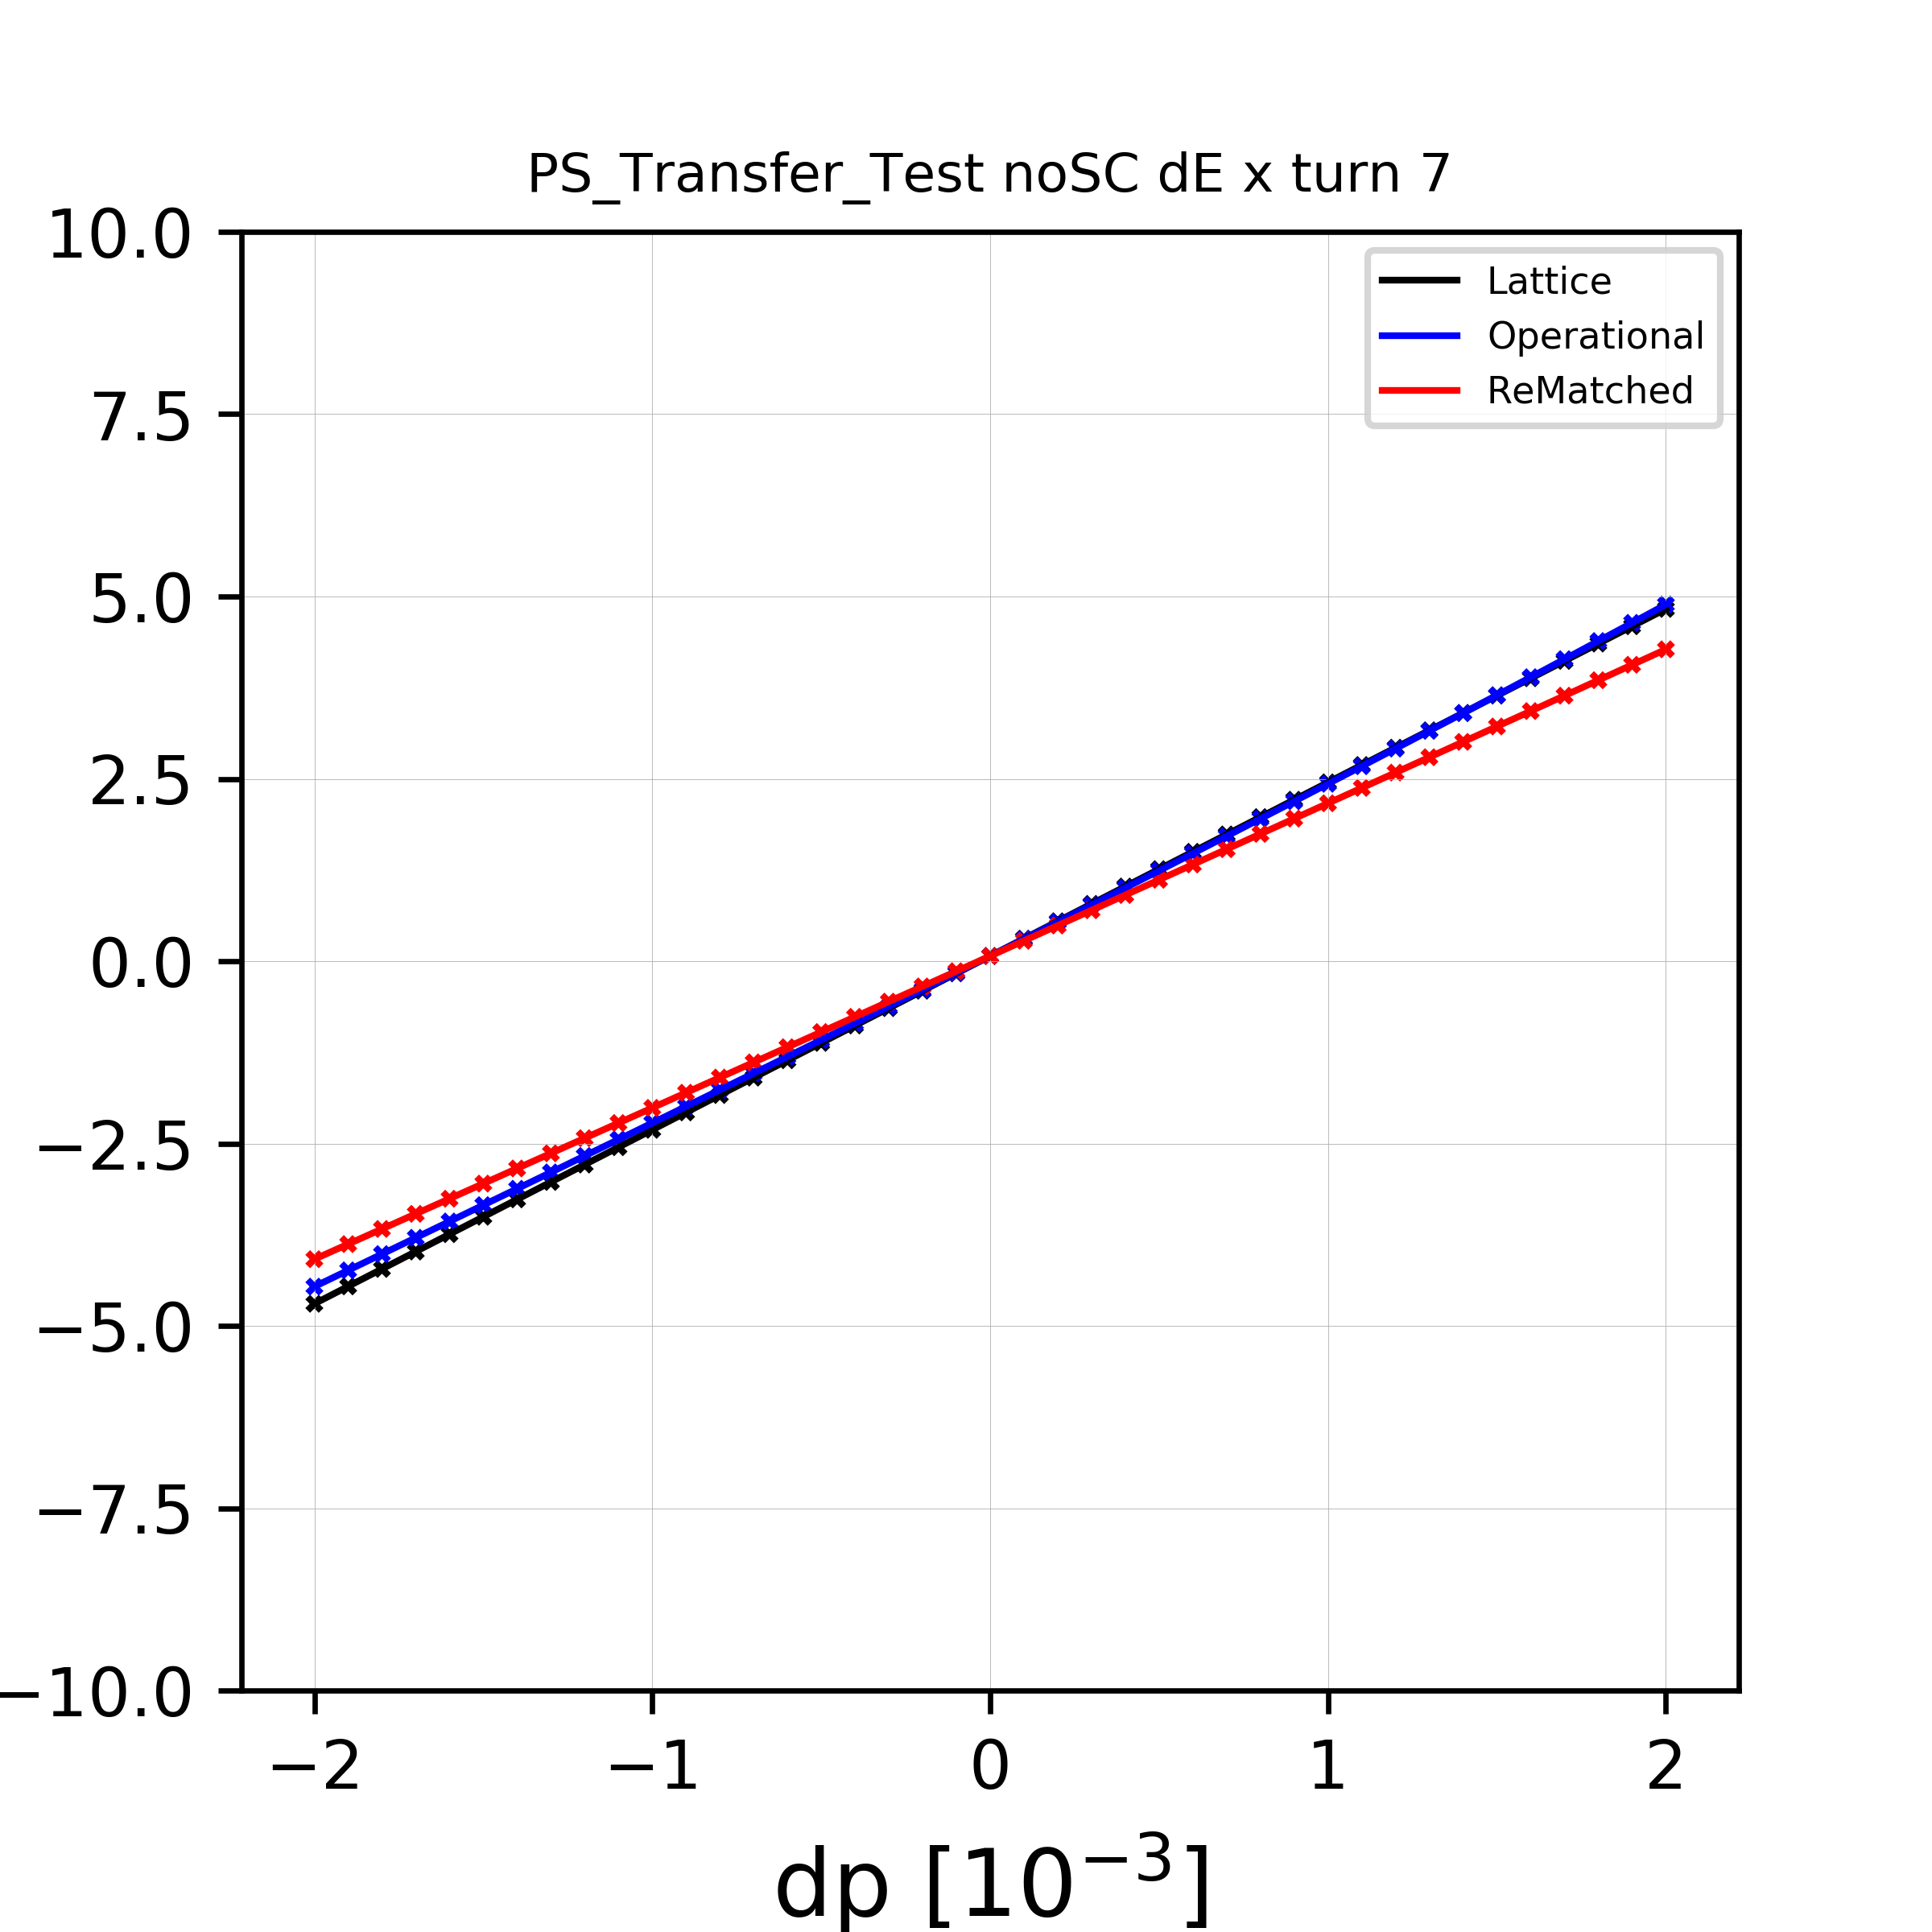 PS_Transfer_Test noSC dE x turn 7
10.0
7.5
5.0
2.5
0.0
−2.5
−5.0
−7.5
−10.0
Lattice
Operational
ReMatched
−2 −1 0 1 2
dp [10⁻³]